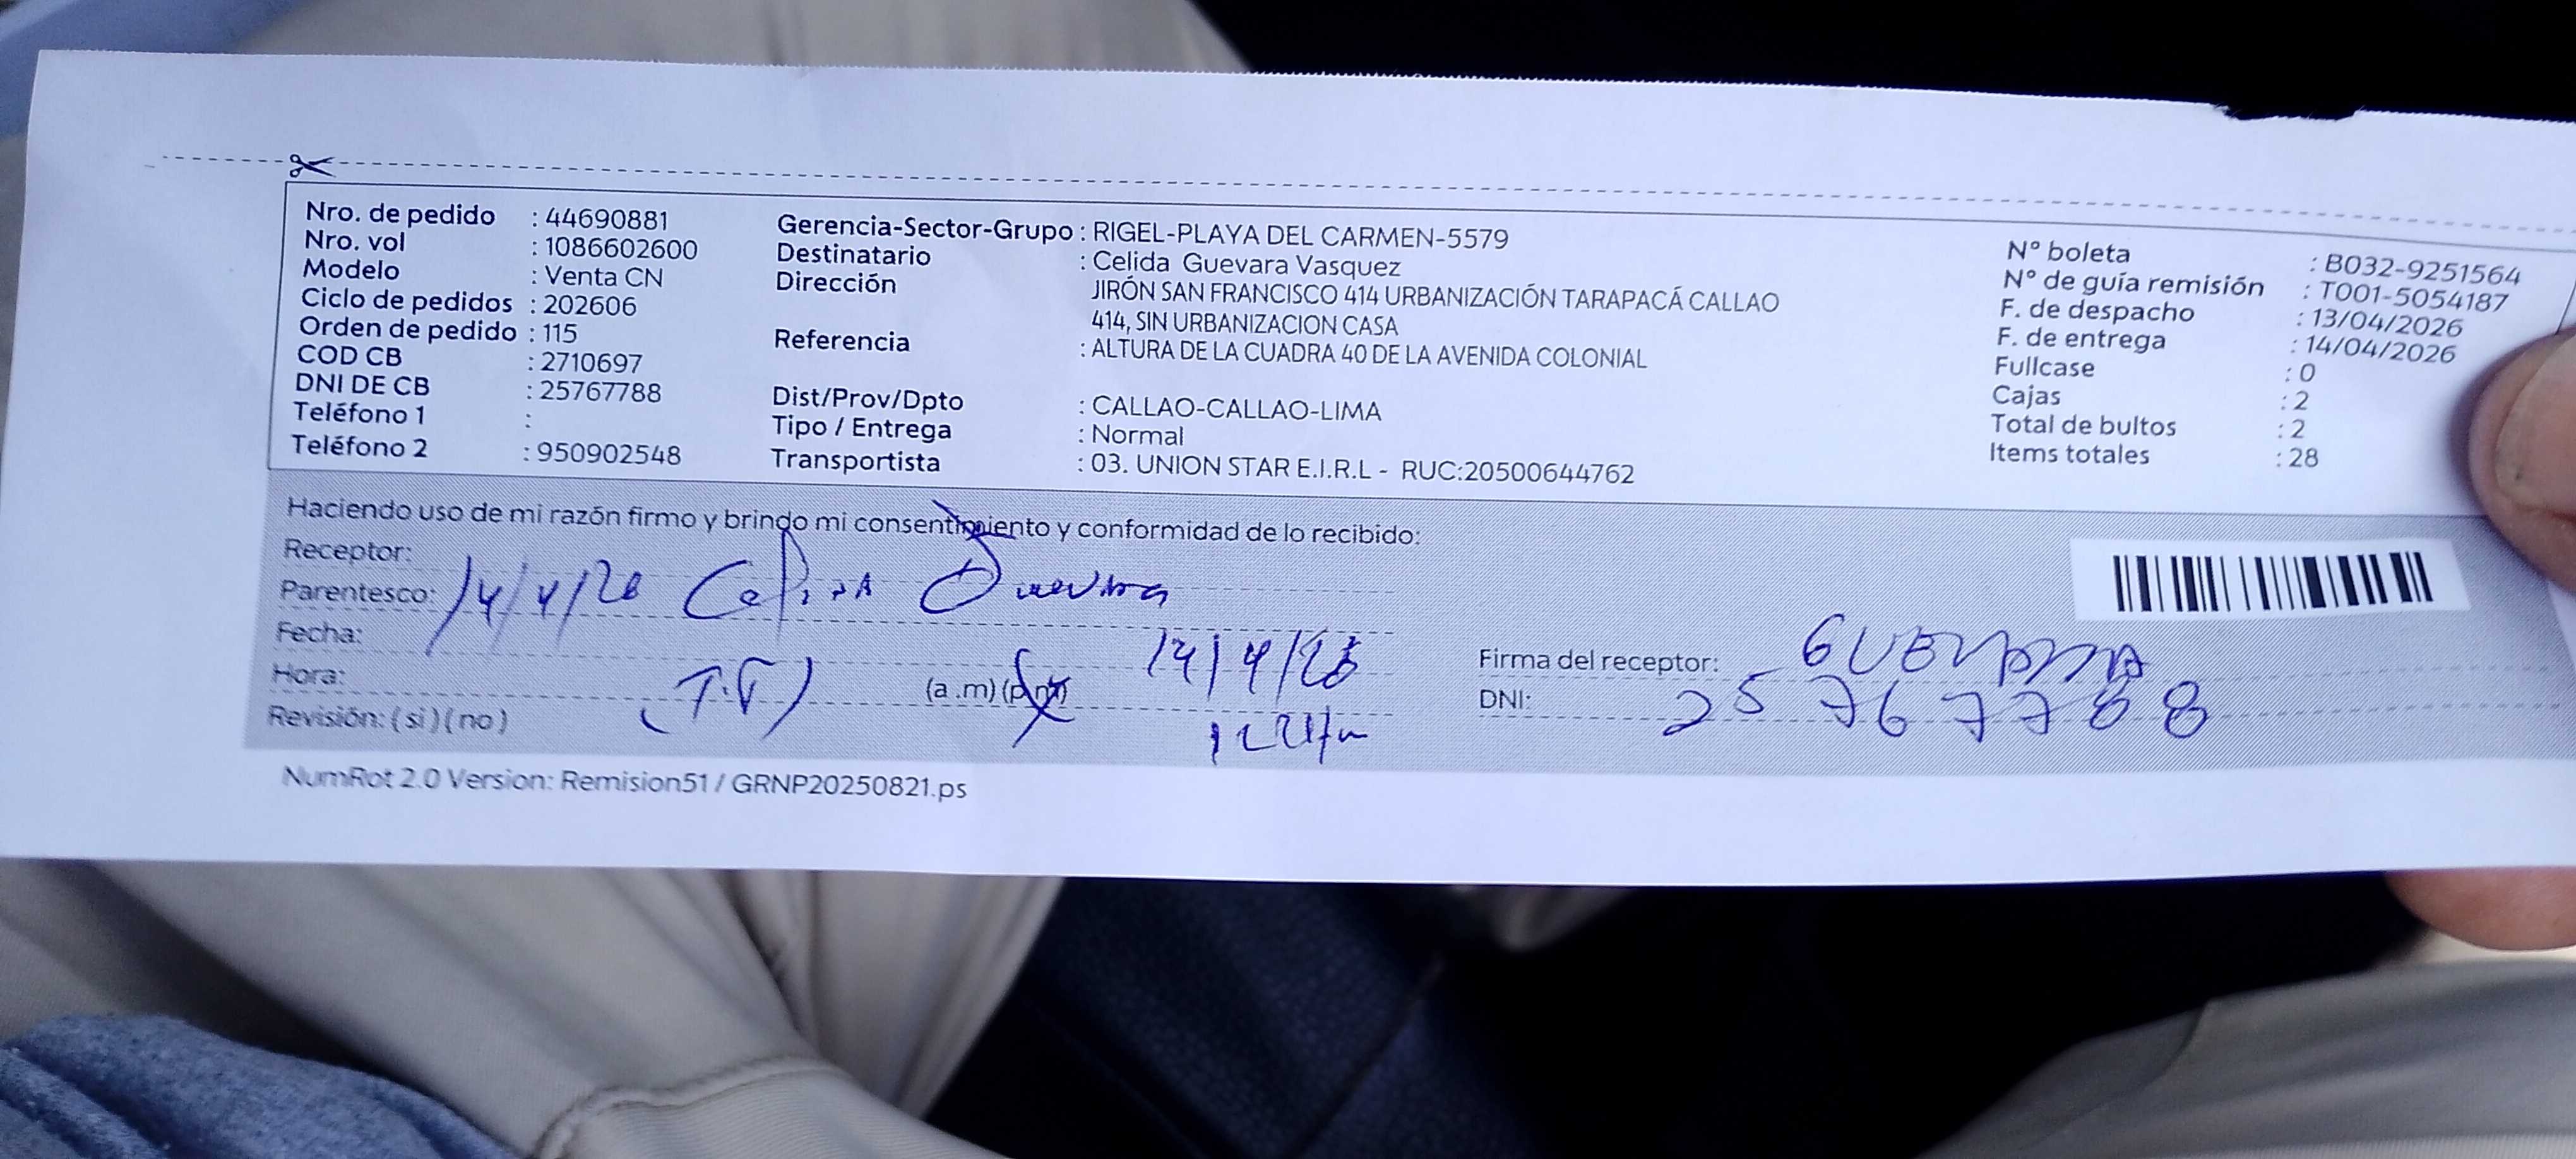 Nro. de pedido : 44690881
Nro. vol : 1086602600
Modelo : Venta CN
Ciclo de pedidos : 202606
Orden de pedido : 115
COD CB : 2710697
DNI DE CB : 25767788
Teléfono 1 :
Teléfono 2 : 950902548
Gerencia-Sector-Grupo : RIGEL-PLAYA DEL CARMEN-5579
Destinatario : Celida Guevara Vasquez
Dirección JIRÓN SAN FRANCISCO 414 URBANIZACIÓN TARAPACÁ CALLAO
414, SIN URBANIZACION CASA
Referencia : ALTURA DE LA CUADRA 40 DE LA AVENIDA COLONIAL
Dist/Prov/Dpto : CALLAO-CALLAO-LIMA
Tipo / Entrega : Normal
Transportista : 03. UNION STAR E.I.R.L - RUC:20500644762
N° boleta : B032-9251564
N° de guía remisión : T001-5054187
F. de despacho : 13/04/2026
F. de entrega : 14/04/2026
Fullcase : 0
Cajas : 2
Total de bultos : 2
Items totales : 28
Haciendo uso de mi razón firmo y brindo mi consentimiento y conformidad de lo recibido:
Receptor:
Parentesco: 14/4/26 Celida Guevara
Fecha: 14/4/26
Hora: (T.T) (a.m) (p.m)
Revisión: (si) (no)
Firma del receptor: GUEVARA
DNI: 25767788
NumRot 2.0 Version: Remision51 / GRNP20250821.ps